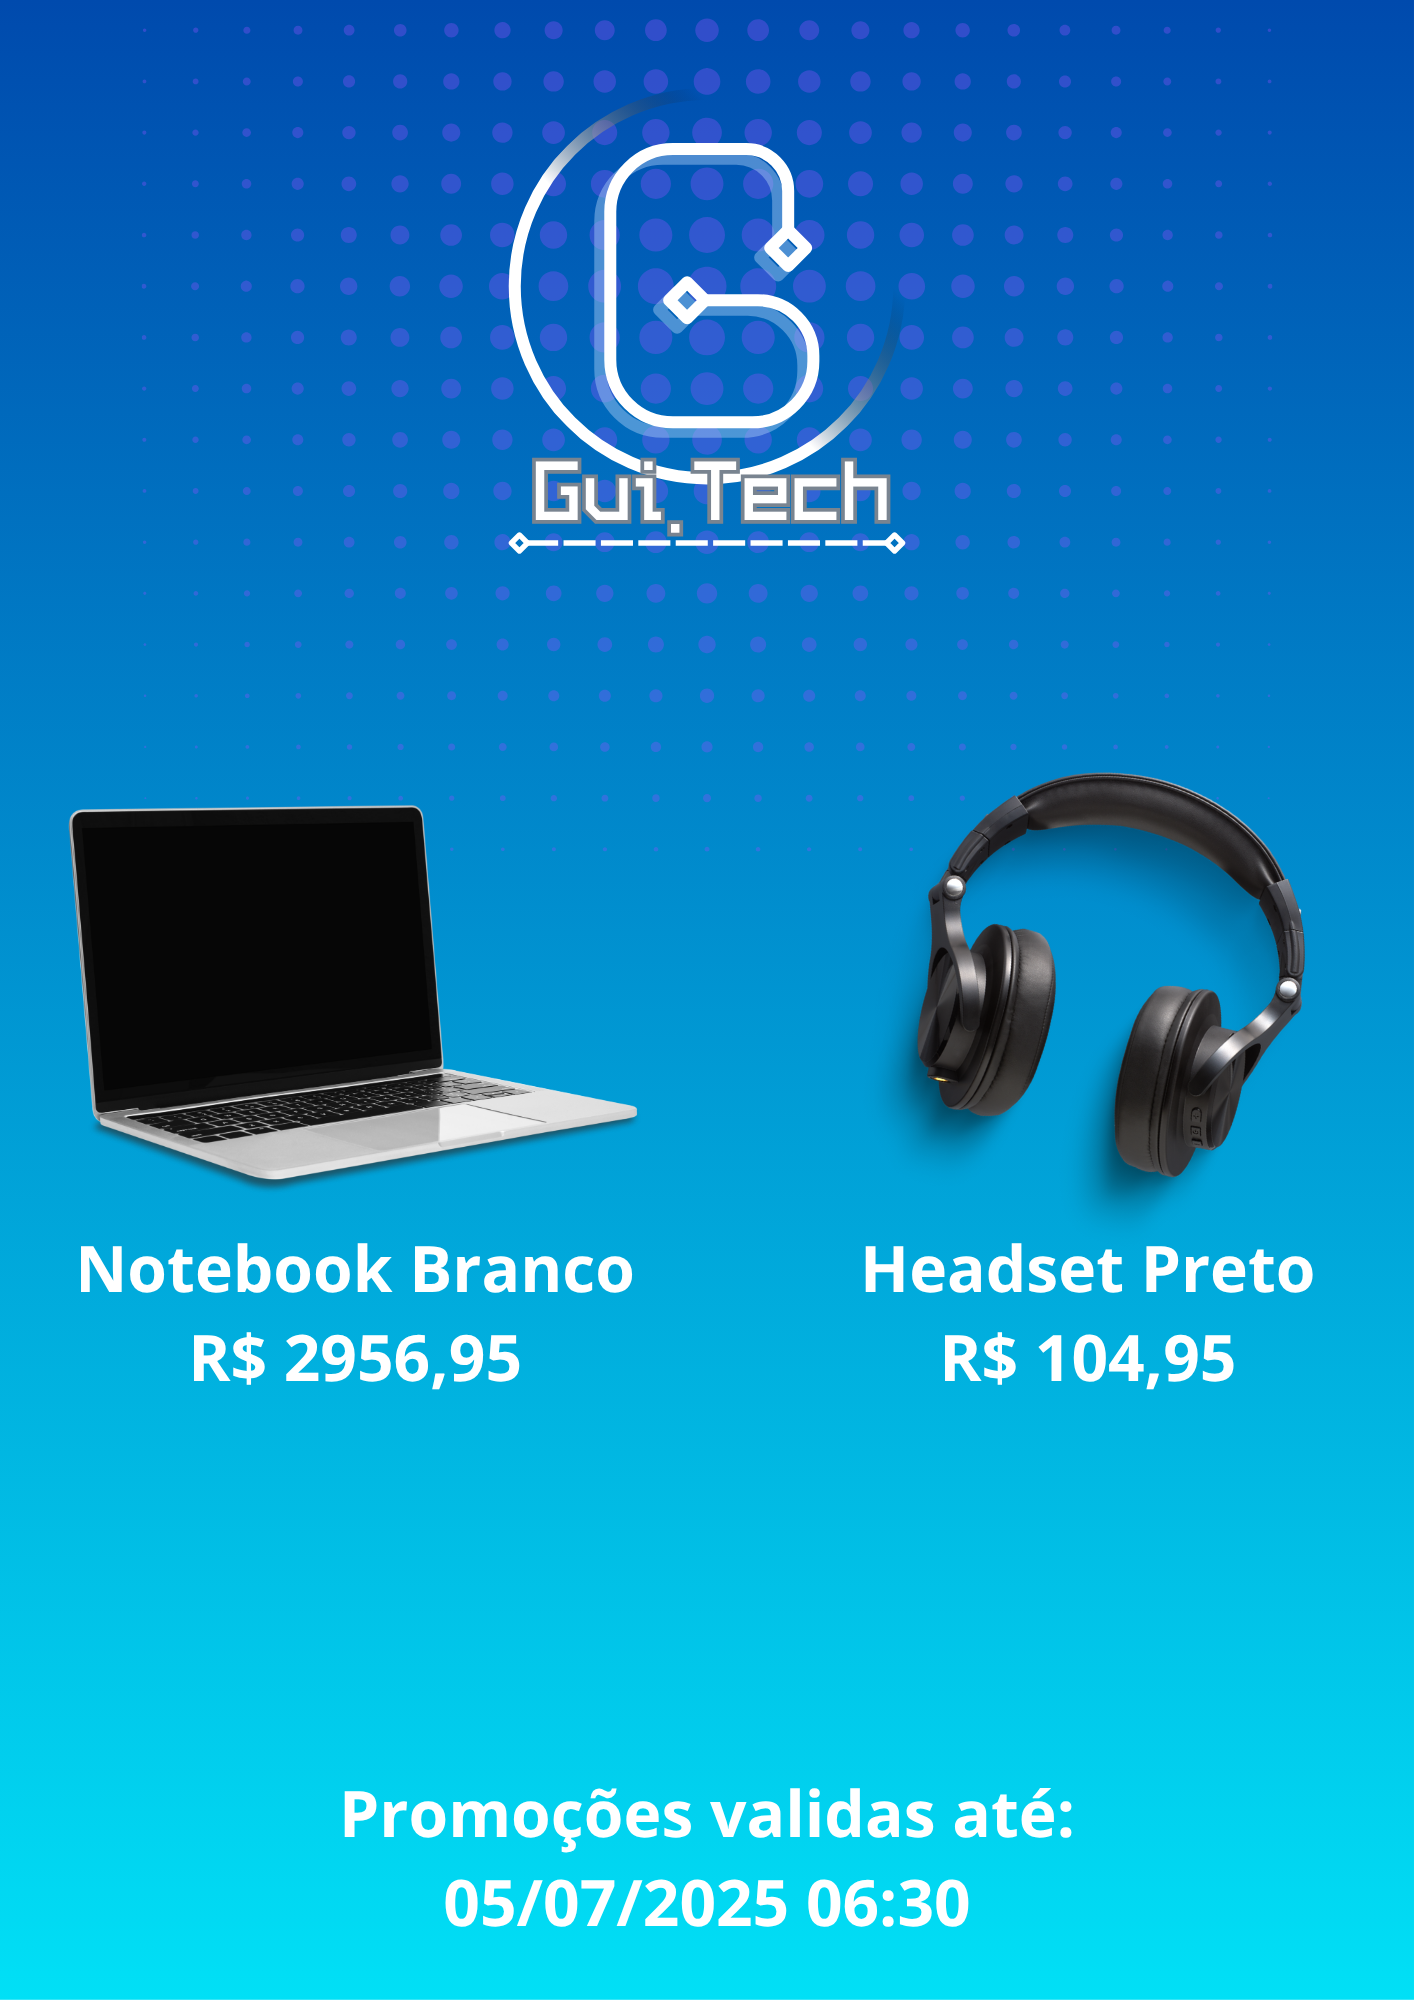 Gui.Tech
Notebook Branco
R$ 2956,95
Headset Preto
R$ 104,95
Promoções validas até:
05/07/2025 06:30